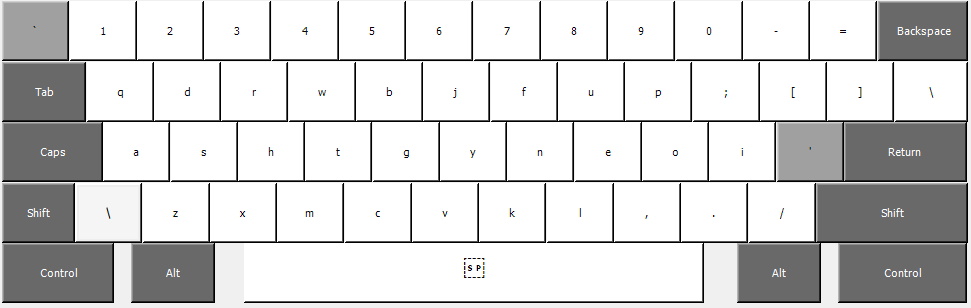 ` 1 2 3 4 5 6 7 8 9 0 - = Backspace
Tab q d r w b j f u p ; [ ] \
Caps a s h t g y n e o i ' Return
Shift \ z x m c v k l , . / Shift
Control Alt SP Alt Control